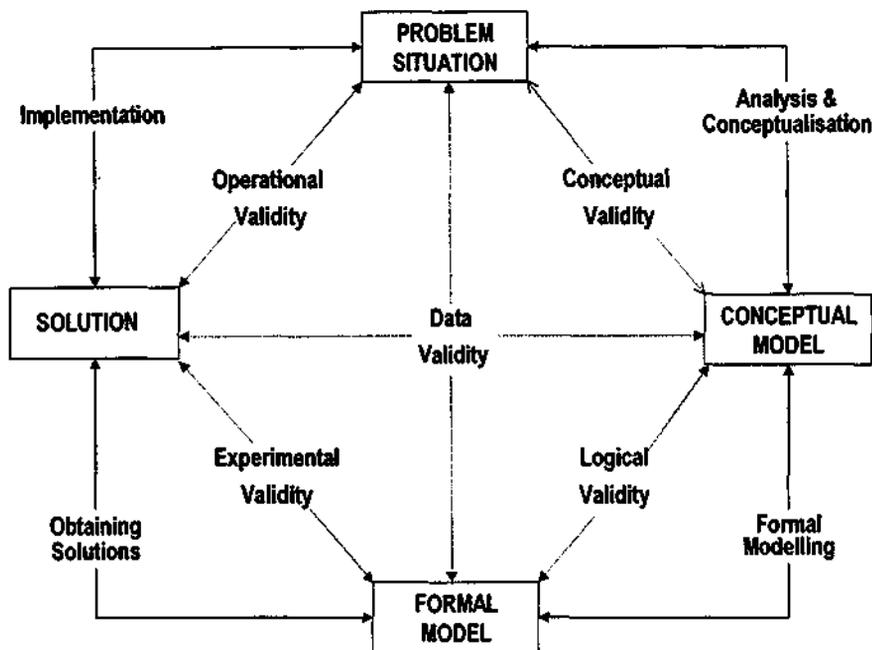 PROBLEM
SITUATION
Implementation
Analysis &
Conceptualisation
Operational
Validity
Conceptual
Validity
SOLUTION
Data
Validity
CONCEPTUAL
MODEL
Experimental
Validity
Logical
Validity
Obtaining
Solutions
Formal
Modelling
FORMAL
MODEL